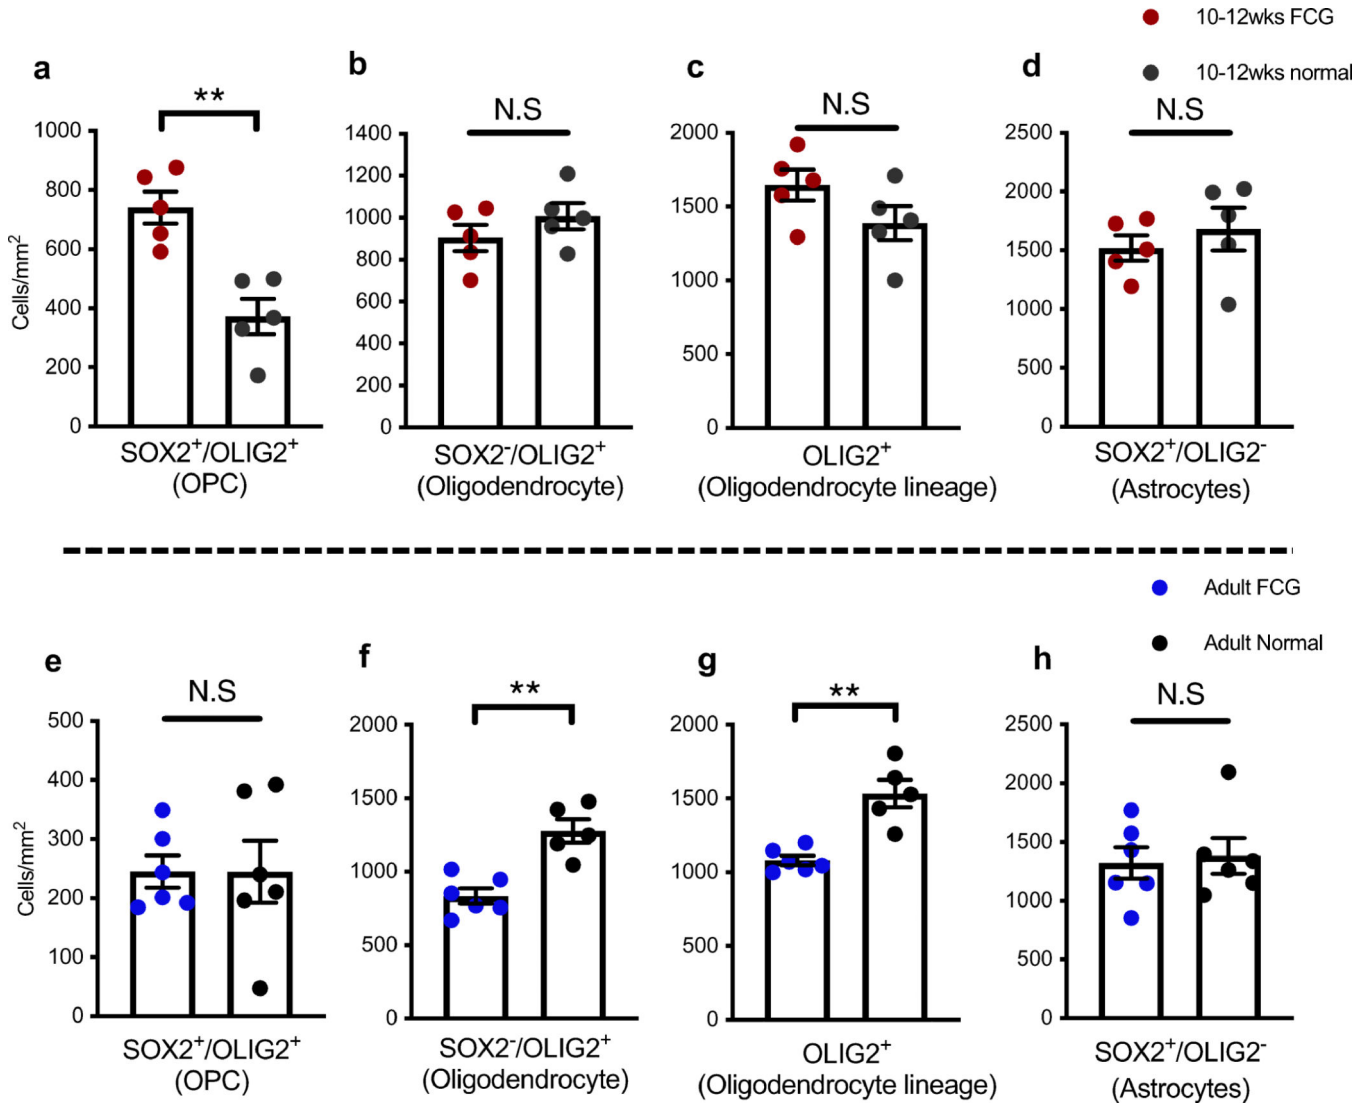 10-12wks FCG
10-12wks normal
a
b
c
d
**
N.S
N.S
N.S
Cells/mm²
1000
800
600
400
200
0
SOX2⁺/OLIG2⁺
(OPC)
1400
1200
1000
800
600
400
200
0
SOX2⁻/OLIG2⁺
(Oligodendrocyte)
2000
1500
1000
500
0
OLIG2⁺
(Oligodendrocyte lineage)
2500
2000
1500
1000
500
0
SOX2⁺/OLIG2⁻
(Astrocytes)
Adult FCG
Adult Normal
e
f
g
h
N.S
**
**
N.S
Cells/mm²
500
400
300
200
100
0
SOX2⁺/OLIG2⁺
(OPC)
2000
1500
1000
500
0
SOX2⁻/OLIG2⁺
(Oligodendrocyte)
2000
1500
1000
500
0
OLIG2⁺
(Oligodendrocyte lineage)
2500
2000
1500
1000
500
0
SOX2⁺/OLIG2⁻
(Astrocytes)